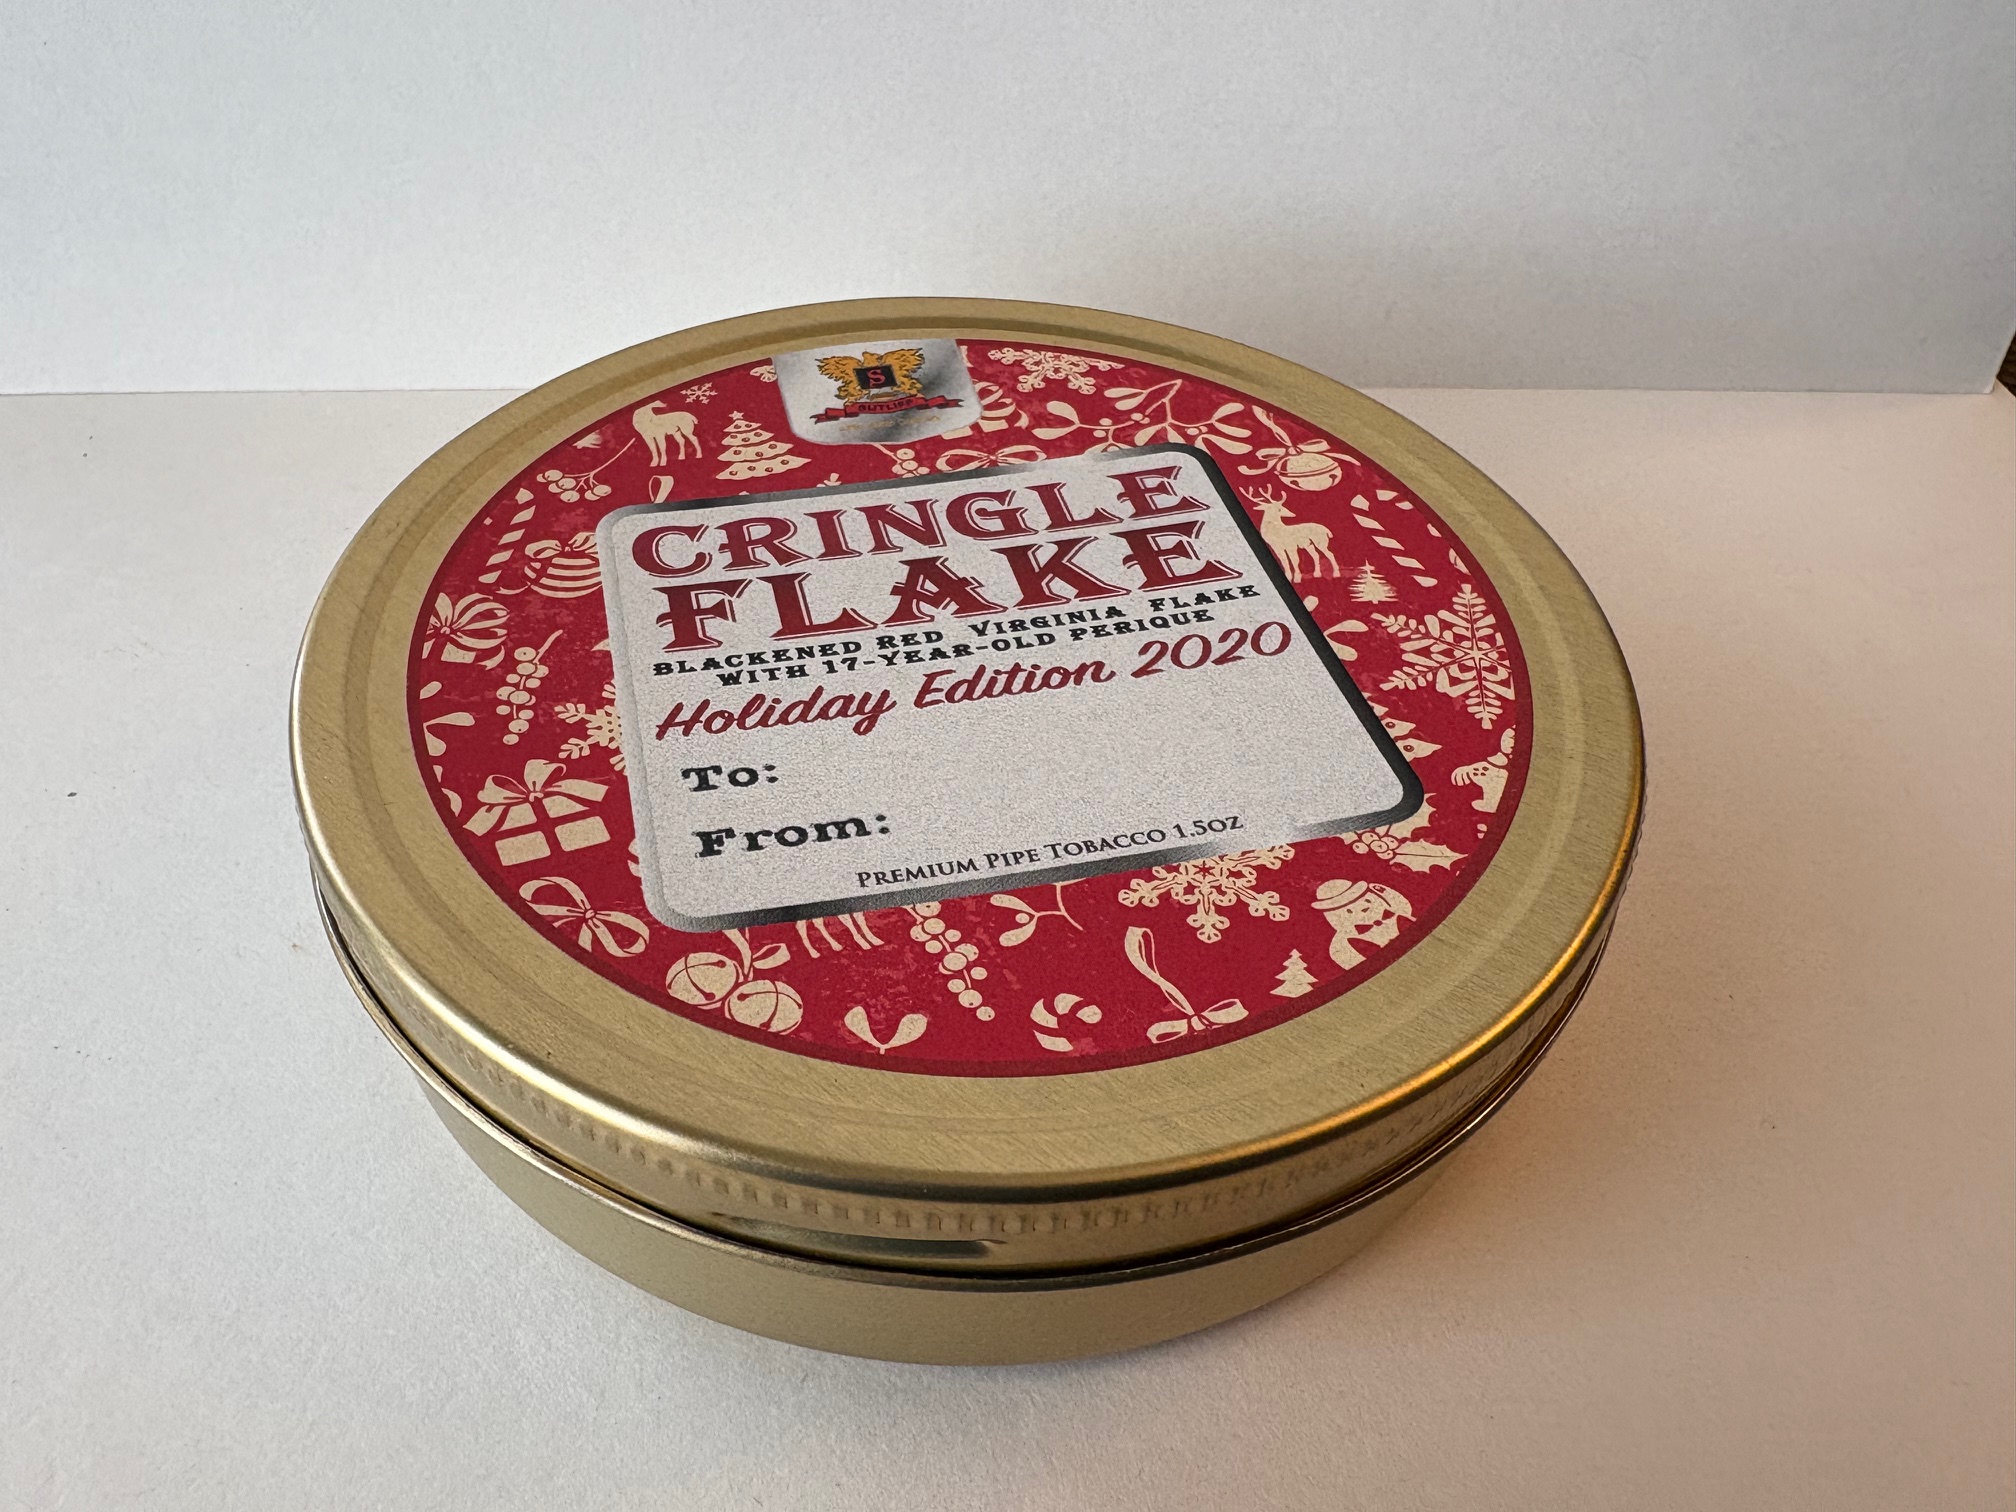 S
SUTLIFF
CRINGLE
FLAKE
BLACKENED RED VIRGINIA FLAKE
WITH 17-YEAR-OLD PERIQUE
Holiday Edition 2020
To:
From:
PREMIUM PIPE TOBACCO 1.5OZ